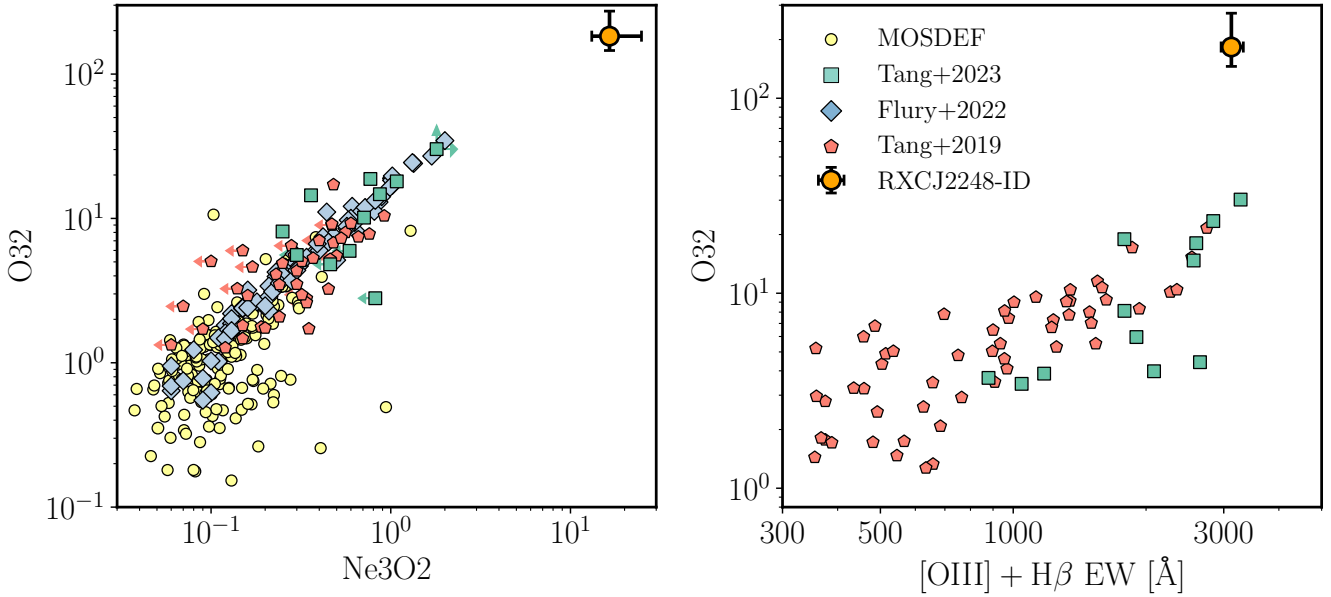 O32
10^2
10^1
10^0
10^−1
10^−1
10^0
10^1
Ne3O2
O32
10^2
10^1
10^0
300
500
1000
3000
[OIII] + Hβ EW [Å]
MOSDEF
Tang+2023
Flury+2022
Tang+2019
RXCJ2248-ID